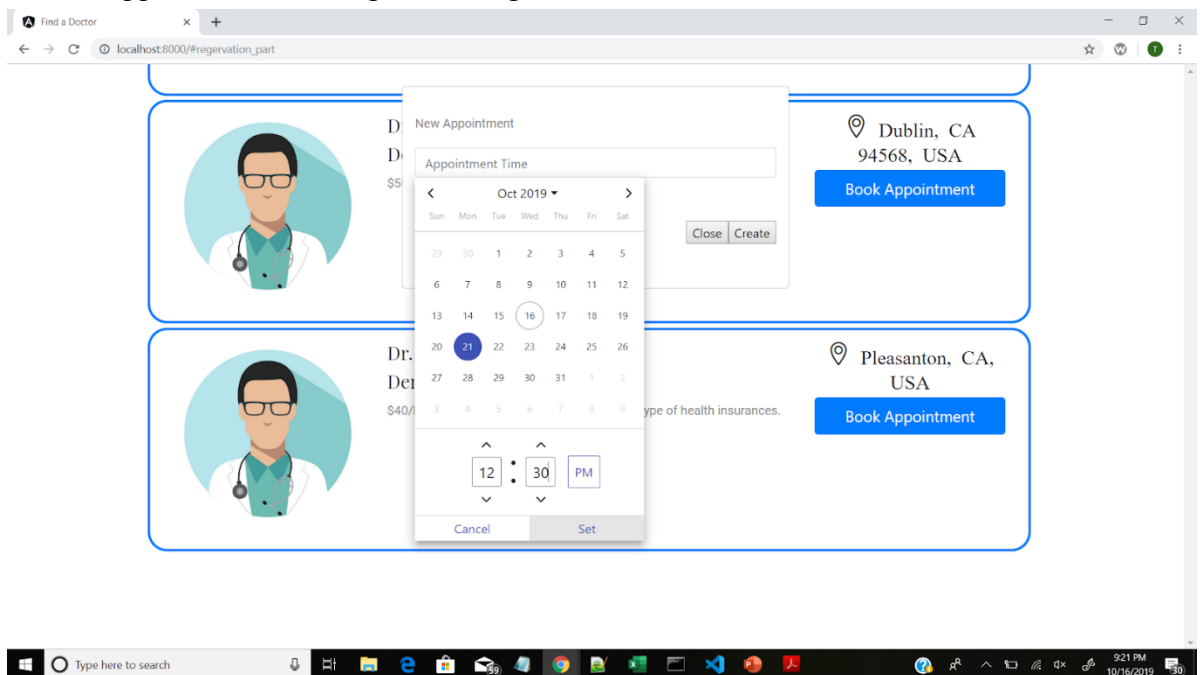 Find a Doctor
localhost:8000/#regervation_part
T
New Appointment
Appointment Time
Close Create
Dublin, CA
94568, USA
Book Appointment
Oct 2019
Sun Mon Tue Wed Thu Fri Sat
29 30 1 2 3 4 5
6 7 8 9 10 11 12
13 14 15 16 17 18 19
20 21 22 23 24 25 26
27 28 29 30 31 1 2
3 4 5 6 7 8 9
12 : 30 PM
Cancel Set
Dr.
$40/
ype of health insurances.
Pleasanton, CA,
USA
Book Appointment
Type here to search
59
9:21 PM
10/16/2019
30